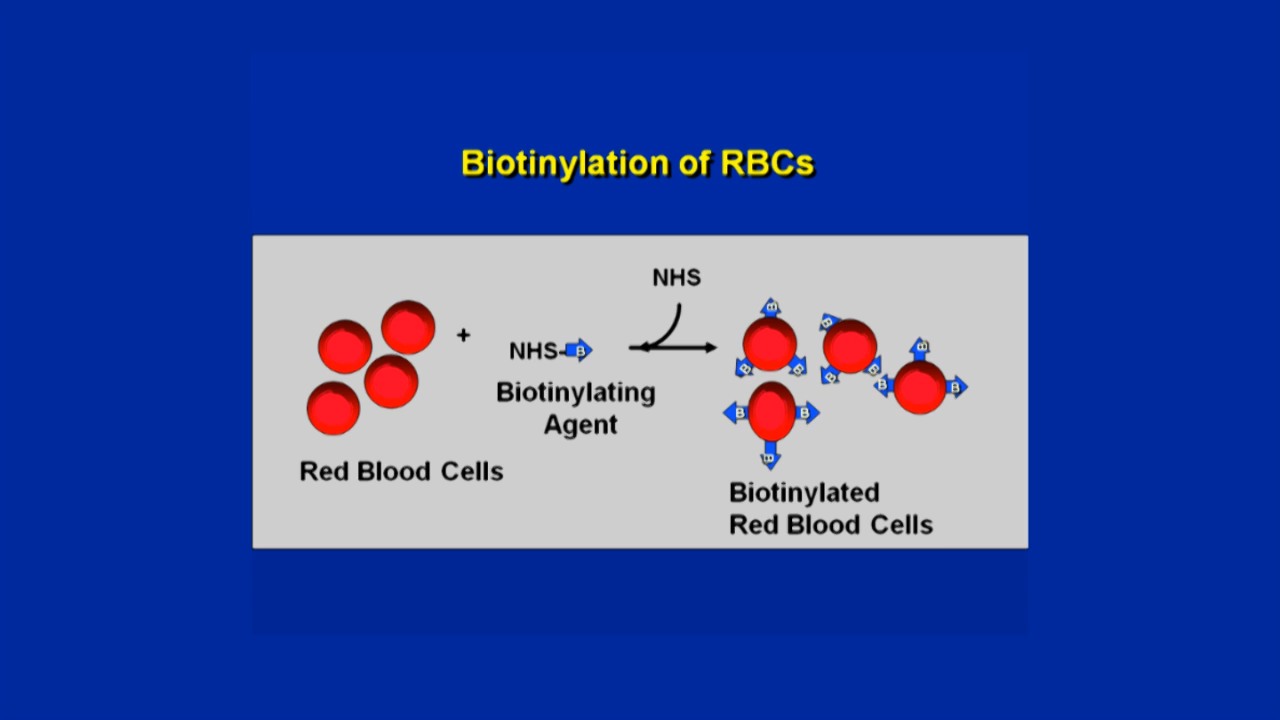 Biotinylation of RBCs
NHS
+
NHS-B
Biotinylating
Agent
Red Blood Cells
B
B
B
B
B
B
B
B
B
B
B
B
Biotinylated
Red Blood Cells